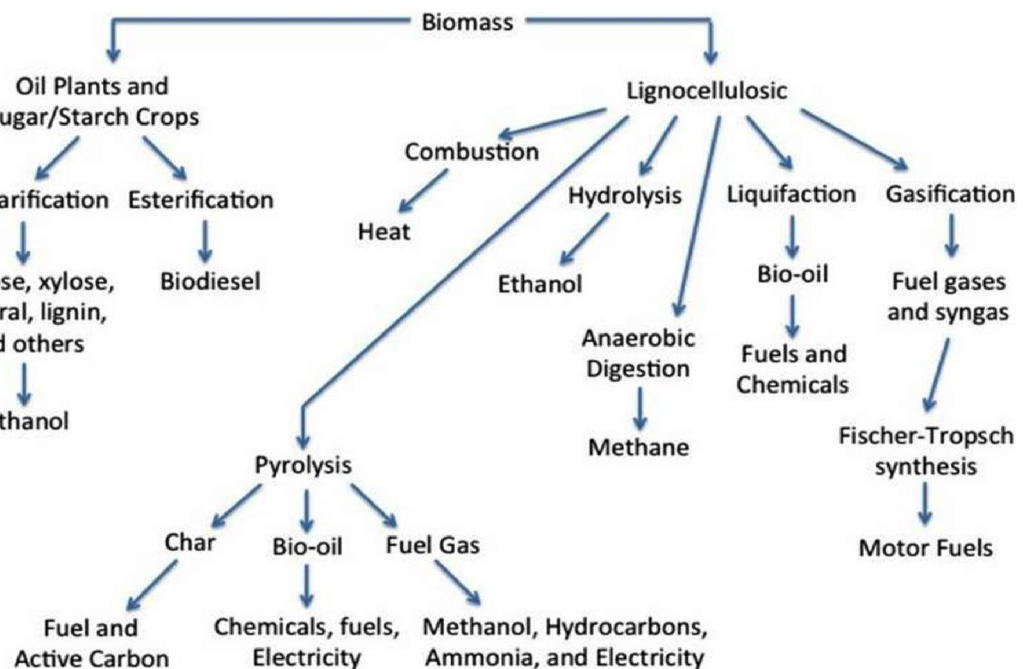 Biomass
Oil Plants and
ugar/Starch Crops
Lignocellulosic
Combustion
Heat
arification
Esterification
Hydrolysis
Liquifaction
Gasification
se, xylose,
ral, lignin,
d others
Biodiesel
Ethanol
Bio-oil
Fuel gases
and syngas
Anaerobic
Digestion
Fuels and
Chemicals
thanol
Methane
Fischer-Tropsch
synthesis
Pyrolysis
Motor Fuels
Char
Bio-oil
Fuel Gas
Fuel and
Active Carbon
Chemicals, fuels,
Electricity
Methanol, Hydrocarbons,
Ammonia, and Electricity